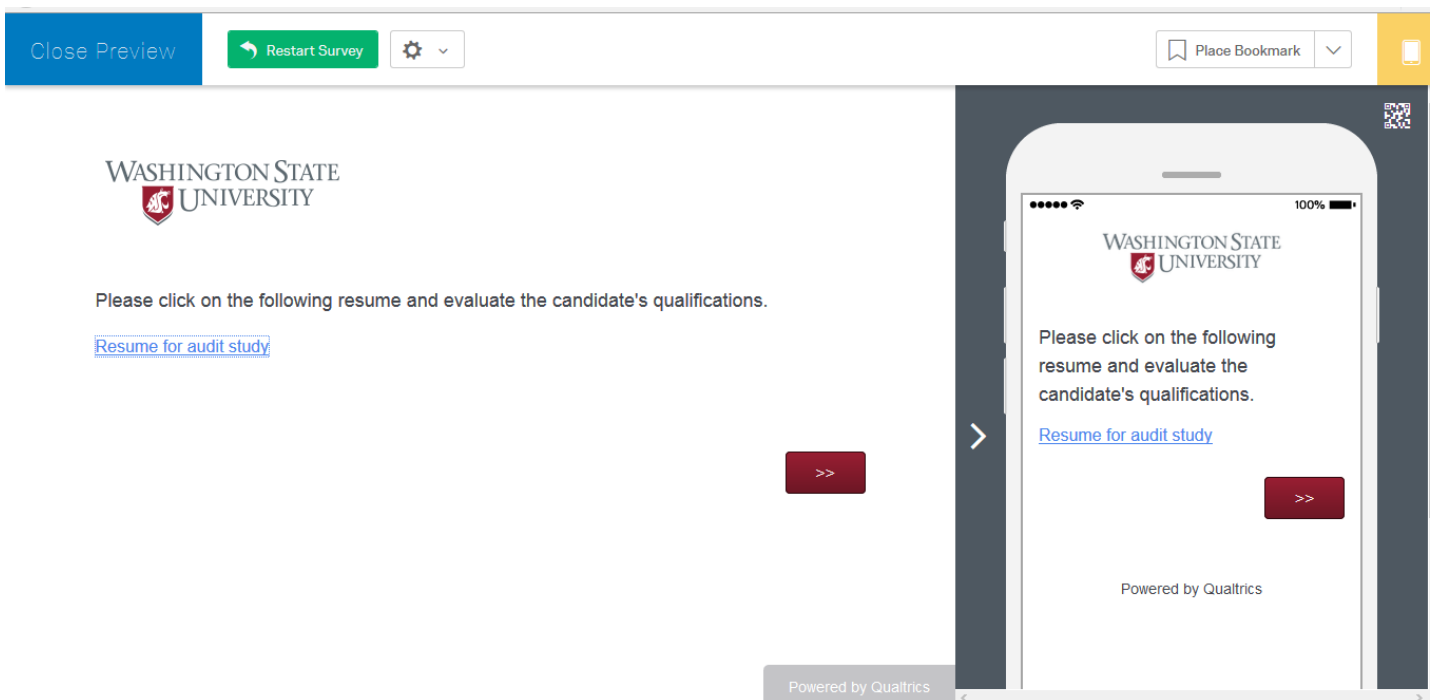 Close Preview
Restart Survey
Place Bookmark
WASHINGTON STATE
UNIVERSITY
Please click on the following resume and evaluate the candidate's qualifications.
Resume for audit study
>>
Powered by Qualtrics
100%
WASHINGTON STATE
UNIVERSITY
Please click on the following
resume and evaluate the
candidate's qualifications.
Resume for audit study
>>
Powered by Qualtrics